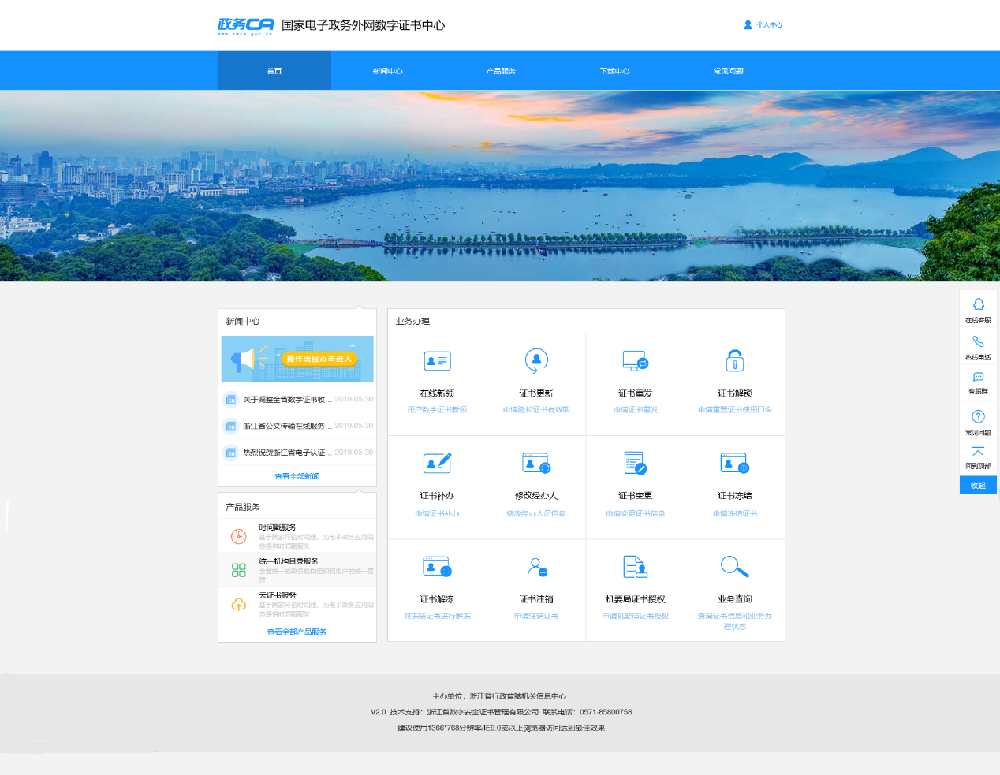 政务CA 国家电子政务外网数字证书中心
www.zwca.gov.cn
个人中心
首页 新闻中心 产品服务 下载中心 常见问题
新闻中心
操作流程点击进入
关于调整全省数字证书收... 2019-05-30
浙江省公文传输在线服务... 2019-05-30
热烈祝贺浙江省电子认证... 2019-05-30
查看全部新闻
产品服务
时间戳服务
基于国家可信时间源，为电子政务应用同
意提供时间戳服务
统一机构目录服务
全省统一的政务机构组织和用户的统一管
理
云证书服务
基于国家可信时间源，为电子政务应用同
意提供时间戳服务
查看全部产品服务
业务办理
在线新领 证书更新 证书重发 证书解锁
用户数字证书新领 申请延长证书有效期 申请证书重发 申请重置证书使用口令
证书补办 修改经办人 证书变更 证书冻结
申请证书补办 修改经办人员信息 申请变更证书信息 申请冻结证书
证书解冻 证书注销 机要局证书授权 业务查询
对冻结证书进行解冻 申请注销证书 申请机要局证书授权 查询证书信息和业务办
理状态
在线客服
热线电话
客服群
常见问题
回到顶部
收起
主办单位：浙江省行政首脑机关信息中心
V2.0 技术支持：浙江省数字安全证书管理有限公司 联系电话：0571-85800758
建议使用1366*768分辨率/IE9.0或以上浏览器访问达到最佳效果